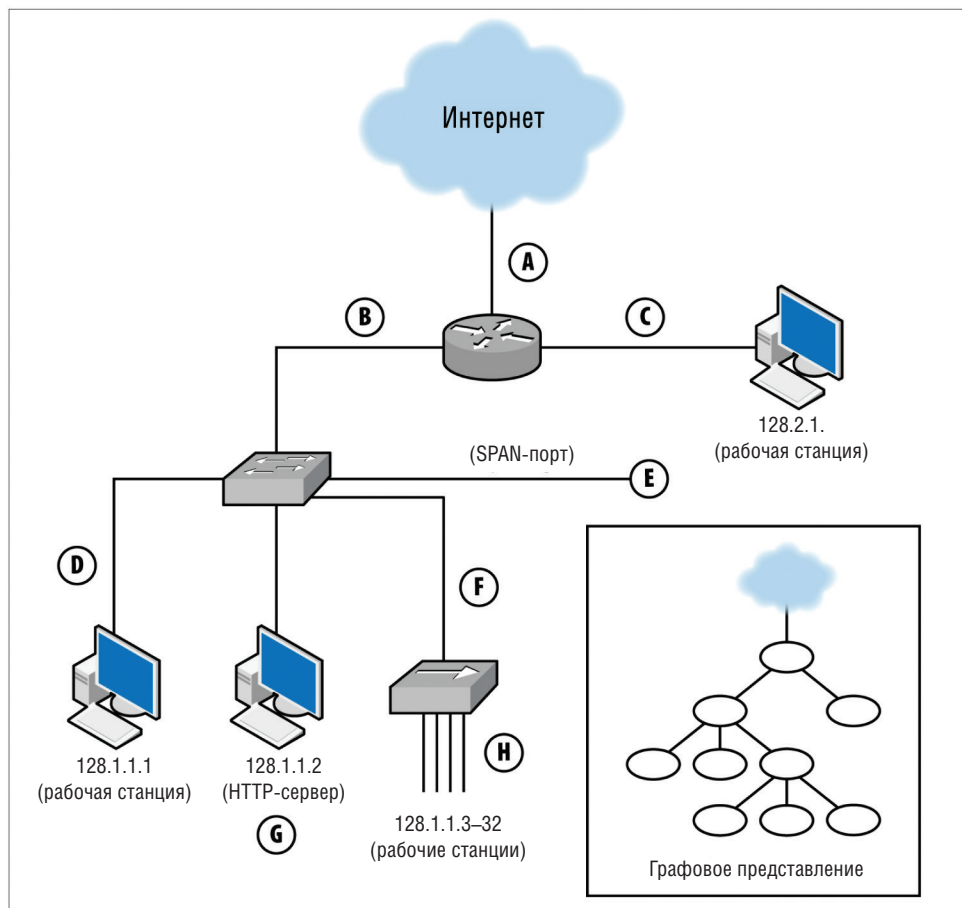 Интернет
A
B
C
128.2.1.
(рабочая станция)
(SPAN-порт)
E
D
F
128.1.1.1
(рабочая станция)
128.1.1.2
(HTTP-сервер)
G
H
128.1.1.3–32
(рабочие станции)
Графовое представление